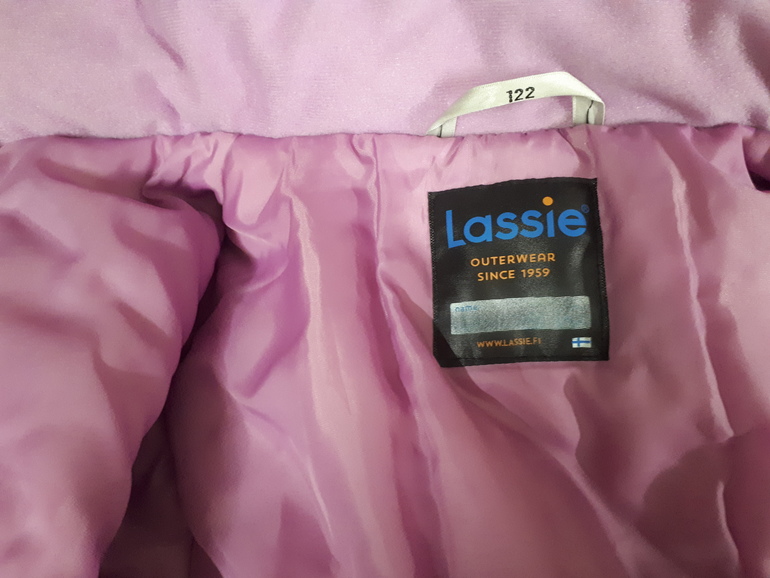 122
Lassie®
OUTERWEAR
SINCE 1959
name
WWW.LASSIE.FI